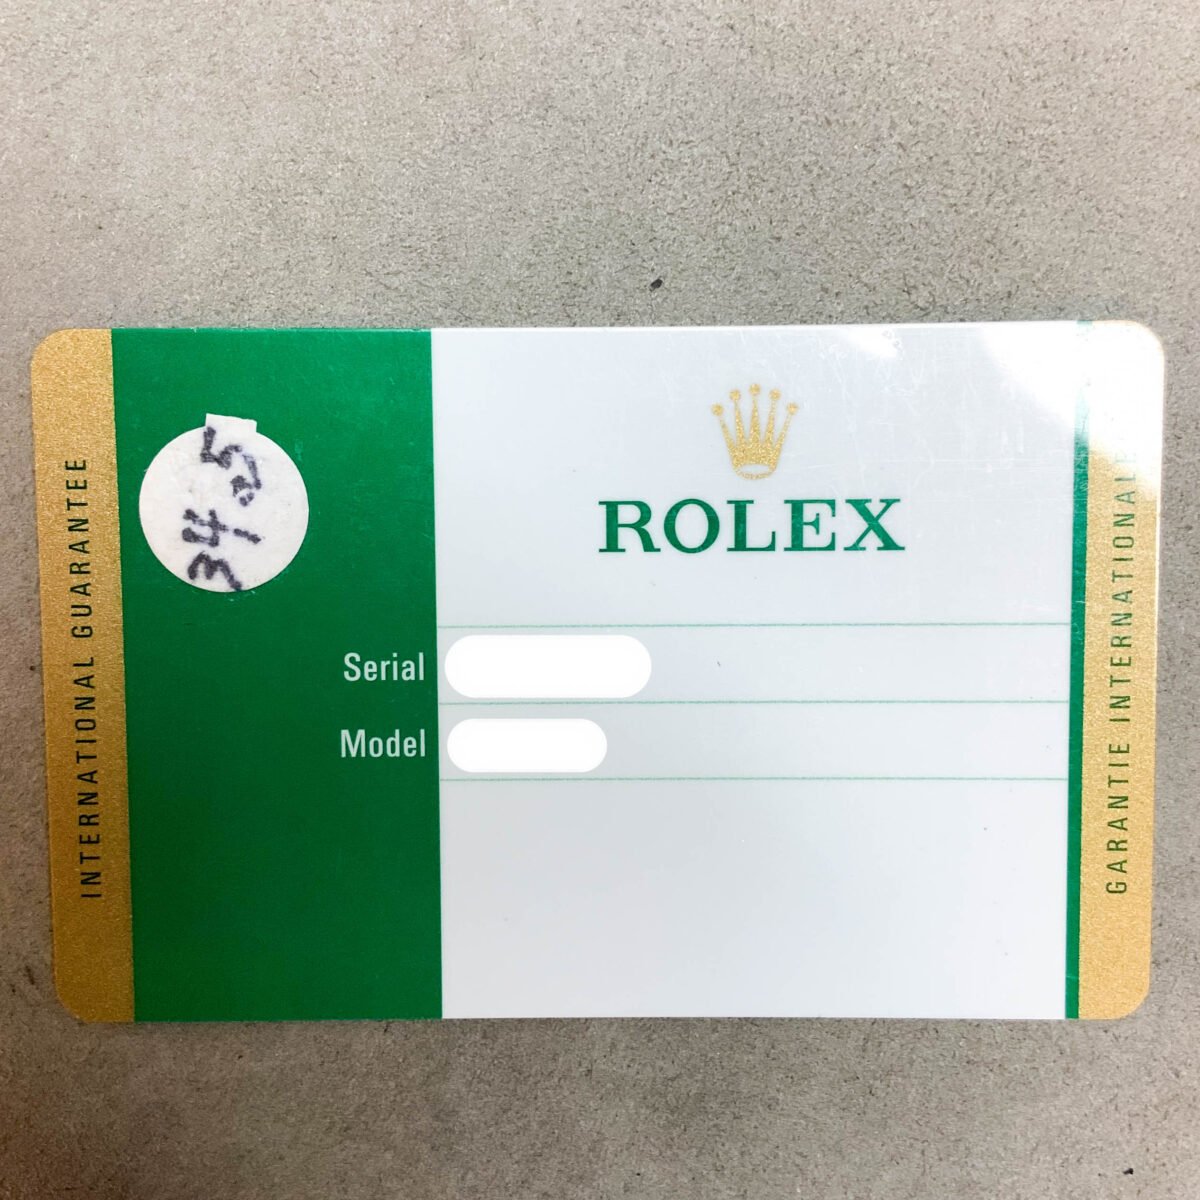 INTERNATIONAL GUARANTEE
ROLEX
Serial
Model
GARANTIE INTERNATIONALE